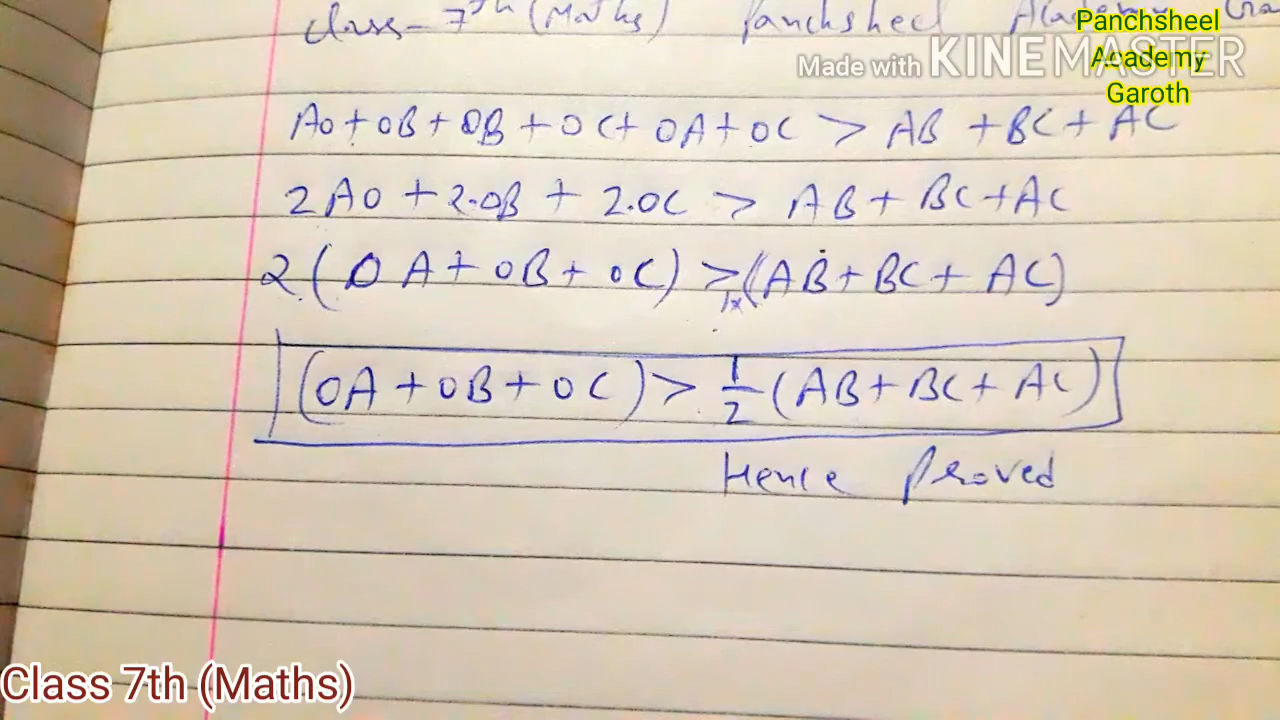 class - 7th (Maths) Panchsheel Academy
Panchsheel
Academy
Garoth
Made with KINEMASTER
AO + OB + OB + OC + OA + OC > AB + BC + AC
2AO + 2.OB + 2.OC > AB + BC + AC
2 (OA + OB + OC) > (AB + BC + AC)
(OA + OB + OC) > 1/2 (AB + BC + AC)
Hence Proved
Class 7th (Maths)